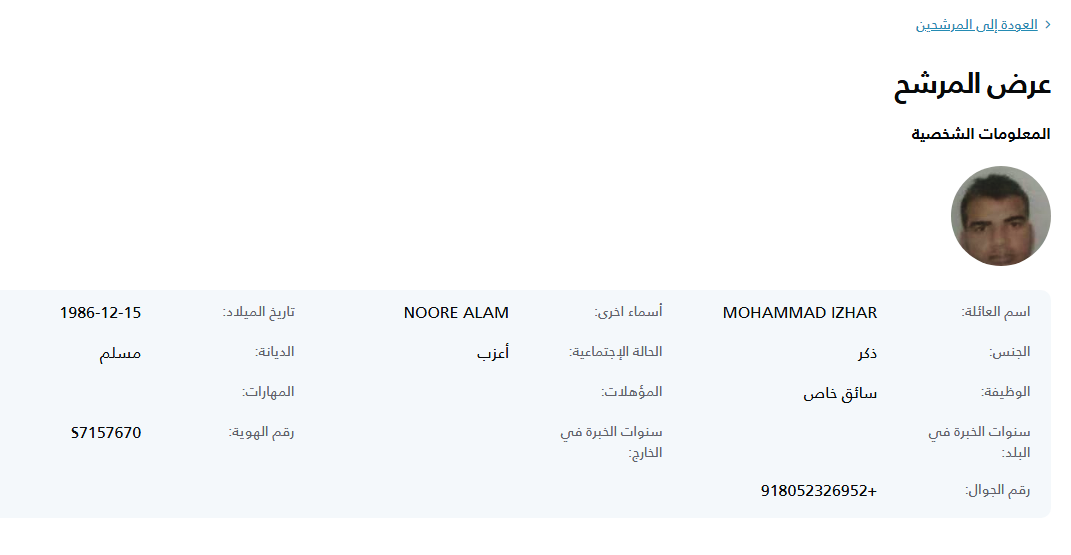 العودة إلى المرشحين
عرض المرشح
المعلومات الشخصية
اسم العائلة: MOHAMMAD IZHAR أسماء اخرى: NOORE ALAM تاريخ الميلاد: 1986-12-15
الجنس: ذكر الحالة الإجتماعية: أعزب الديانة: مسلم
الوظيفة: سائق خاص المؤهلات: المهارات:
سنوات الخبرة في البلد: سنوات الخبرة في الخارج: رقم الهوية: S7157670
رقم الجوال: +918052326952